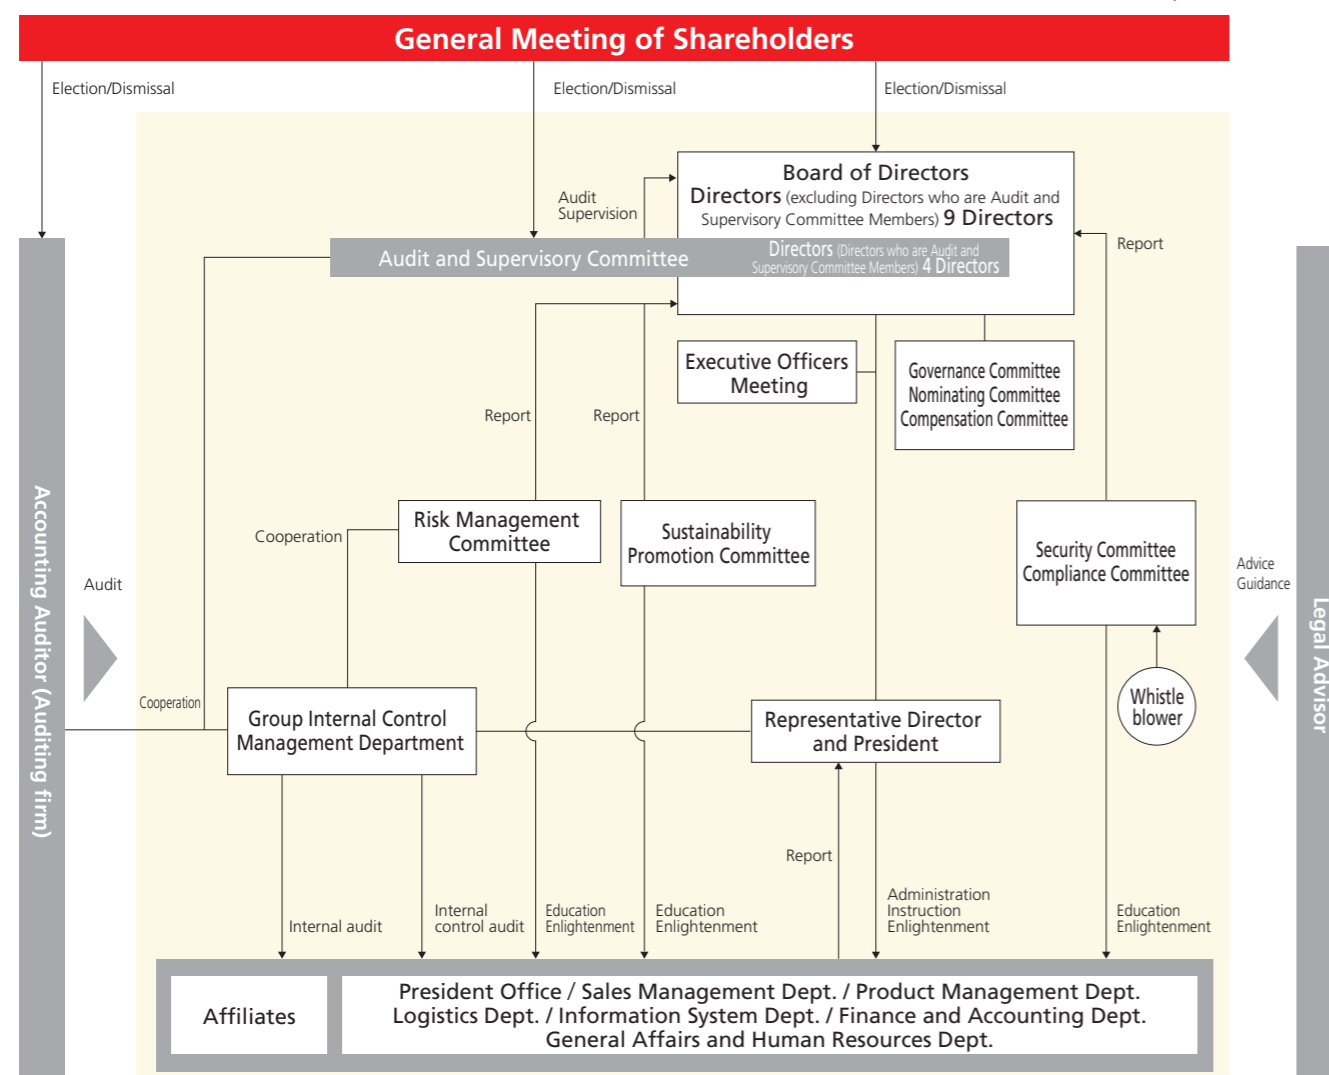 General Meeting of Shareholders
Election/Dismissal
Election/Dismissal
Election/Dismissal
Board of Directors
Directors (excluding Directors who are Audit and
Supervisory Committee Members) 9 Directors
Audit
Supervision
Audit and Supervisory Committee
Directors (Directors who are Audit and
Supervisory Committee Members) 4 Directors
Report
Executive Officers
Meeting
Governance Committee
Nominating Committee
Compensation Committee
Report
Report
Accounting Auditor (Auditing firm)
Audit
Cooperation
Risk Management
Committee
Sustainability
Promotion Committee
Security Committee
Compliance Committee
Advice
Guidance
Legal Advisor
Cooperation
Group Internal Control
Management Department
Representative Director
and President
Whistle
blower
Report
Internal audit
Internal
control audit
Education
Enlightenment
Education
Enlightenment
Administration
Instruction
Enlightenment
Education
Enlightenment
Affiliates
President Office / Sales Management Dept. / Product Management Dept.
Logistics Dept. / Information System Dept. / Finance and Accounting Dept.
General Affairs and Human Resources Dept.